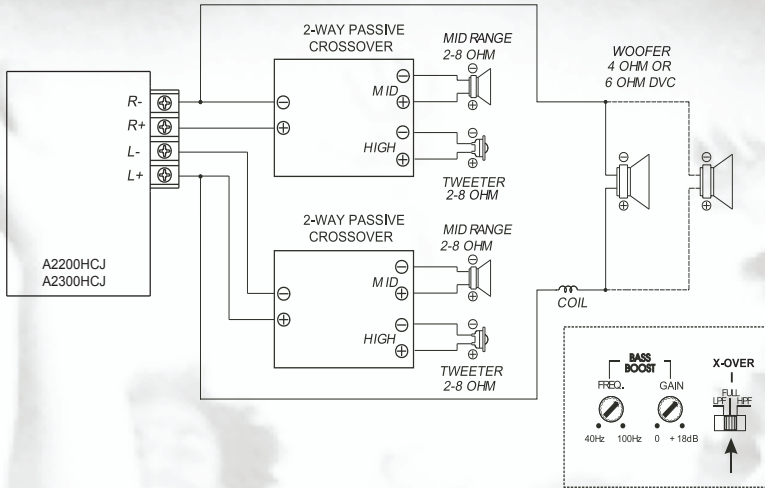 2-WAY PASSIVE
CROSSOVER
MID RANGE
2-8 OHM
WOOFER
4 OHM OR
6 OHM DVC
R-
R+
L-
L+
MID
HIGH
TWEETER
2-8 OHM
A2200HCJ
A2300HCJ
2-WAY PASSIVE
CROSSOVER
MID RANGE
2-8 OHM
MID
HIGH
TWEETER
2-8 OHM
COIL
BASS
BOOST
FREQ.
GAIN
40Hz
100Hz
0
+18dB
X-OVER
LPF
FULL
HPF